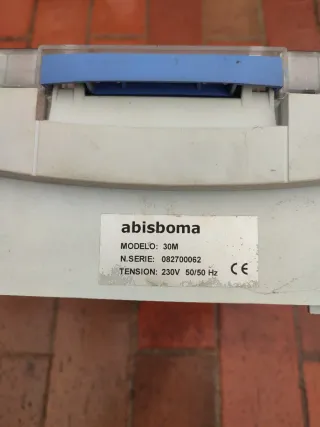 abisboma
MODELO: 30M
N.SERIE: 082700062
TENSION: 230V 50/50 Hz CE